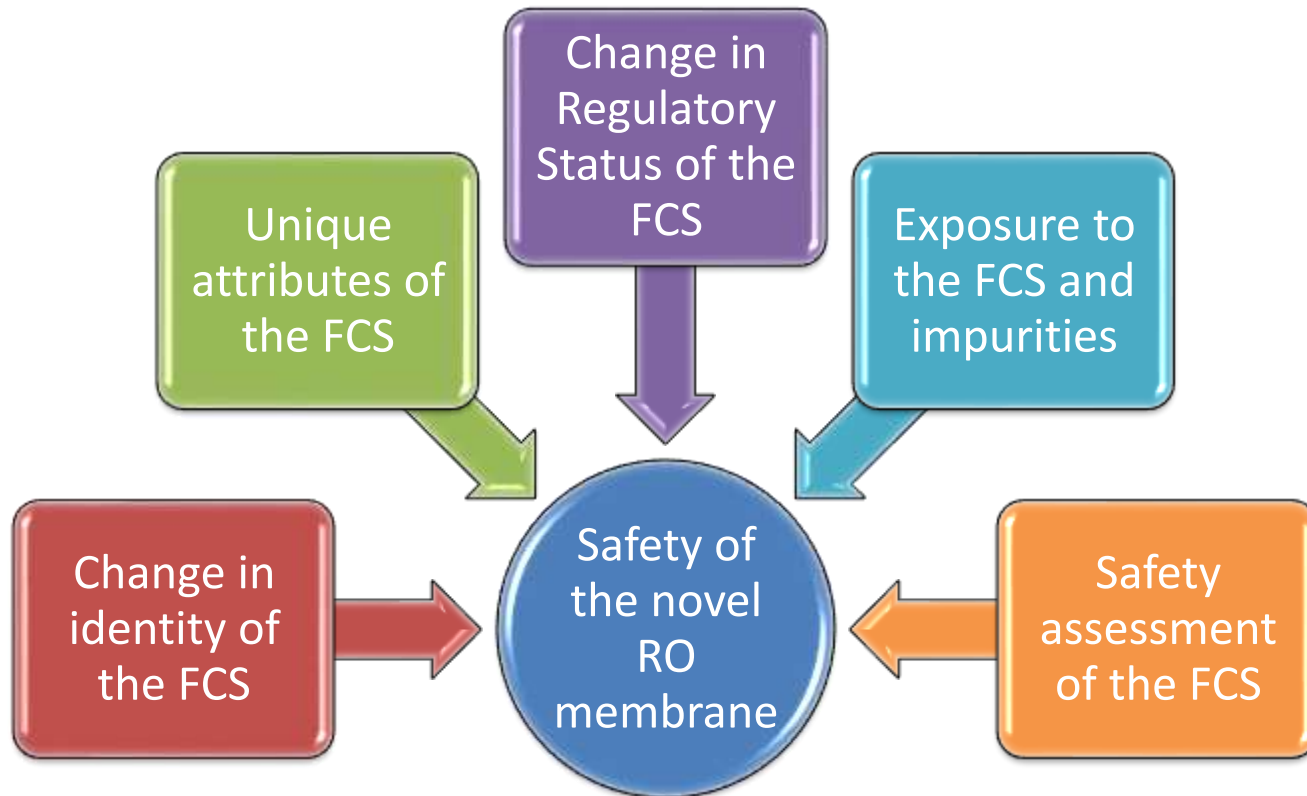 Change in
Regulatory
Status of the
FCS
Unique
attributes of
the FCS
Exposure to
the FCS and
impurities
Change in
identity of
the FCS
Safety of
the novel
RO
membrane
Safety
assessment
of the FCS